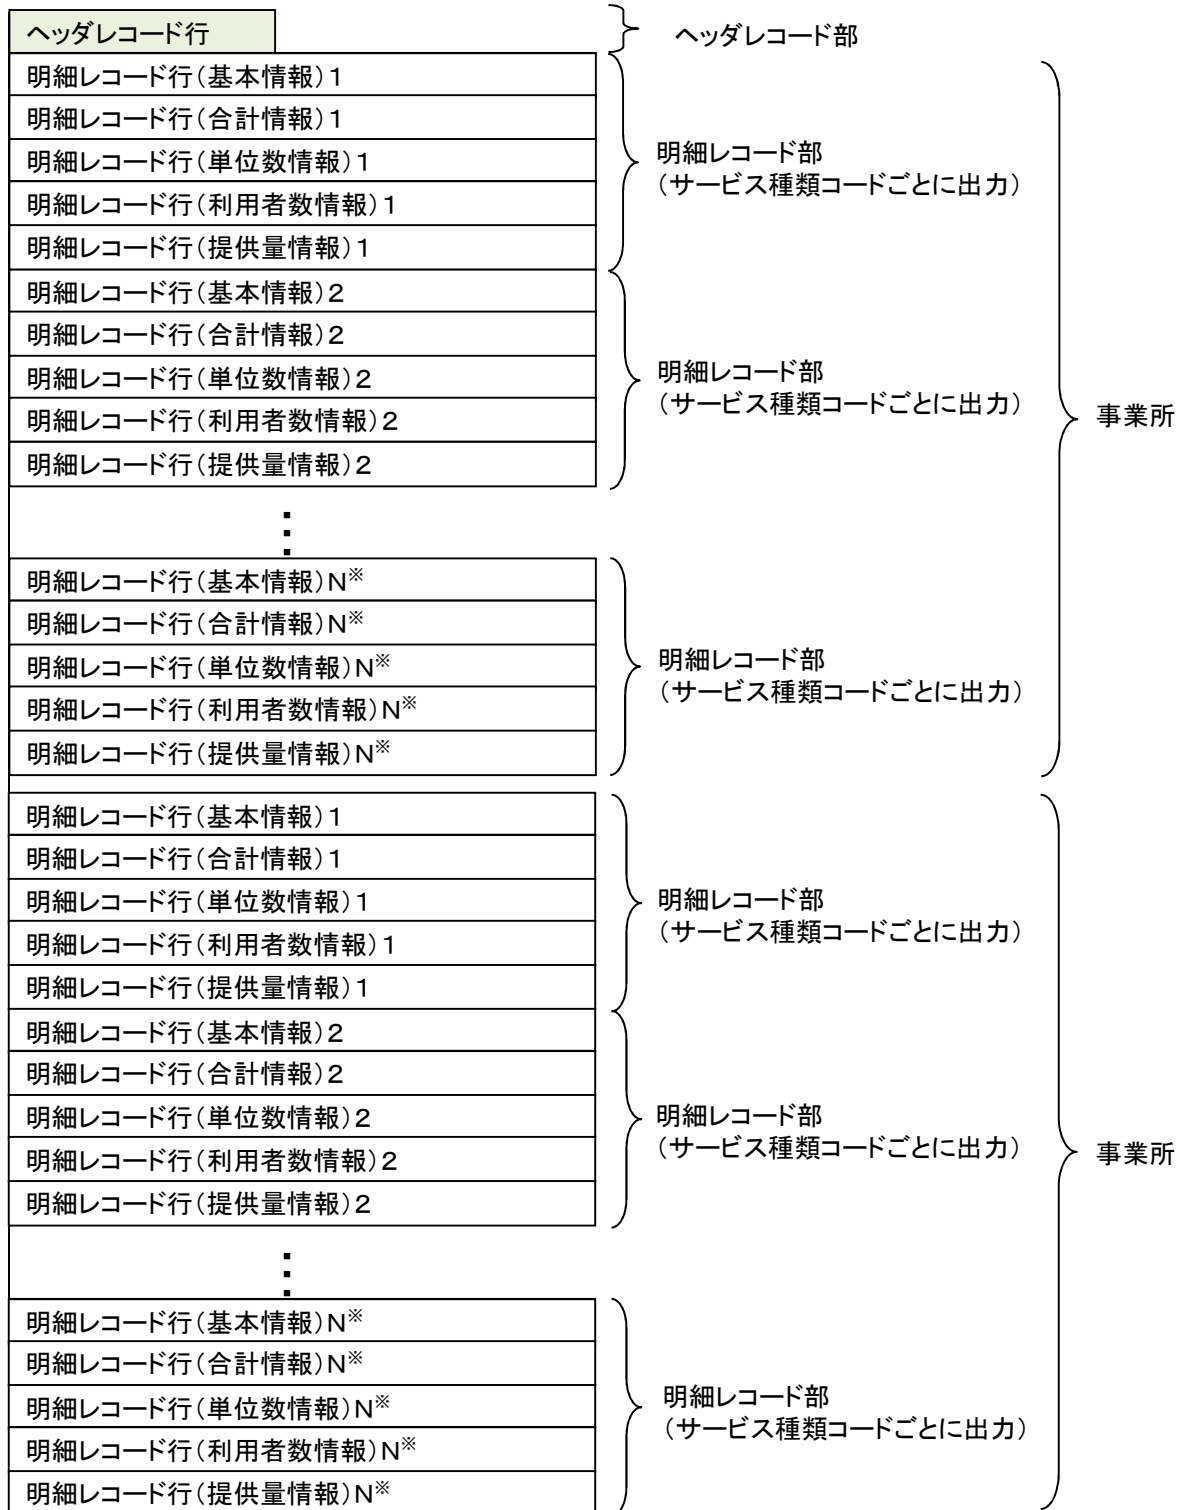 ヘッダレコード行
ヘッダレコード部
明細レコード行(基本情報)1
明細レコード行(合計情報)1
明細レコード行(単位数情報)1
明細レコード行(利用者数情報)1
明細レコード行(提供量情報)1
明細レコード部
(サービス種類コードごとに出力)
明細レコード行(基本情報)2
明細レコード行(合計情報)2
明細レコード行(単位数情報)2
明細レコード行(利用者数情報)2
明細レコード行(提供量情報)2
明細レコード部
(サービス種類コードごとに出力)
事業所
明細レコード行(基本情報)N※
明細レコード行(合計情報)N※
明細レコード行(単位数情報)N※
明細レコード行(利用者数情報)N※
明細レコード行(提供量情報)N※
明細レコード部
(サービス種類コードごとに出力)
明細レコード行(基本情報)1
明細レコード行(合計情報)1
明細レコード行(単位数情報)1
明細レコード行(利用者数情報)1
明細レコード行(提供量情報)1
明細レコード部
(サービス種類コードごとに出力)
明細レコード行(基本情報)2
明細レコード行(合計情報)2
明細レコード行(単位数情報)2
明細レコード行(利用者数情報)2
明細レコード行(提供量情報)2
明細レコード部
(サービス種類コードごとに出力)
事業所
明細レコード行(基本情報)N※
明細レコード行(合計情報)N※
明細レコード行(単位数情報)N※
明細レコード行(利用者数情報)N※
明細レコード行(提供量情報)N※
明細レコード部
(サービス種類コードごとに出力)